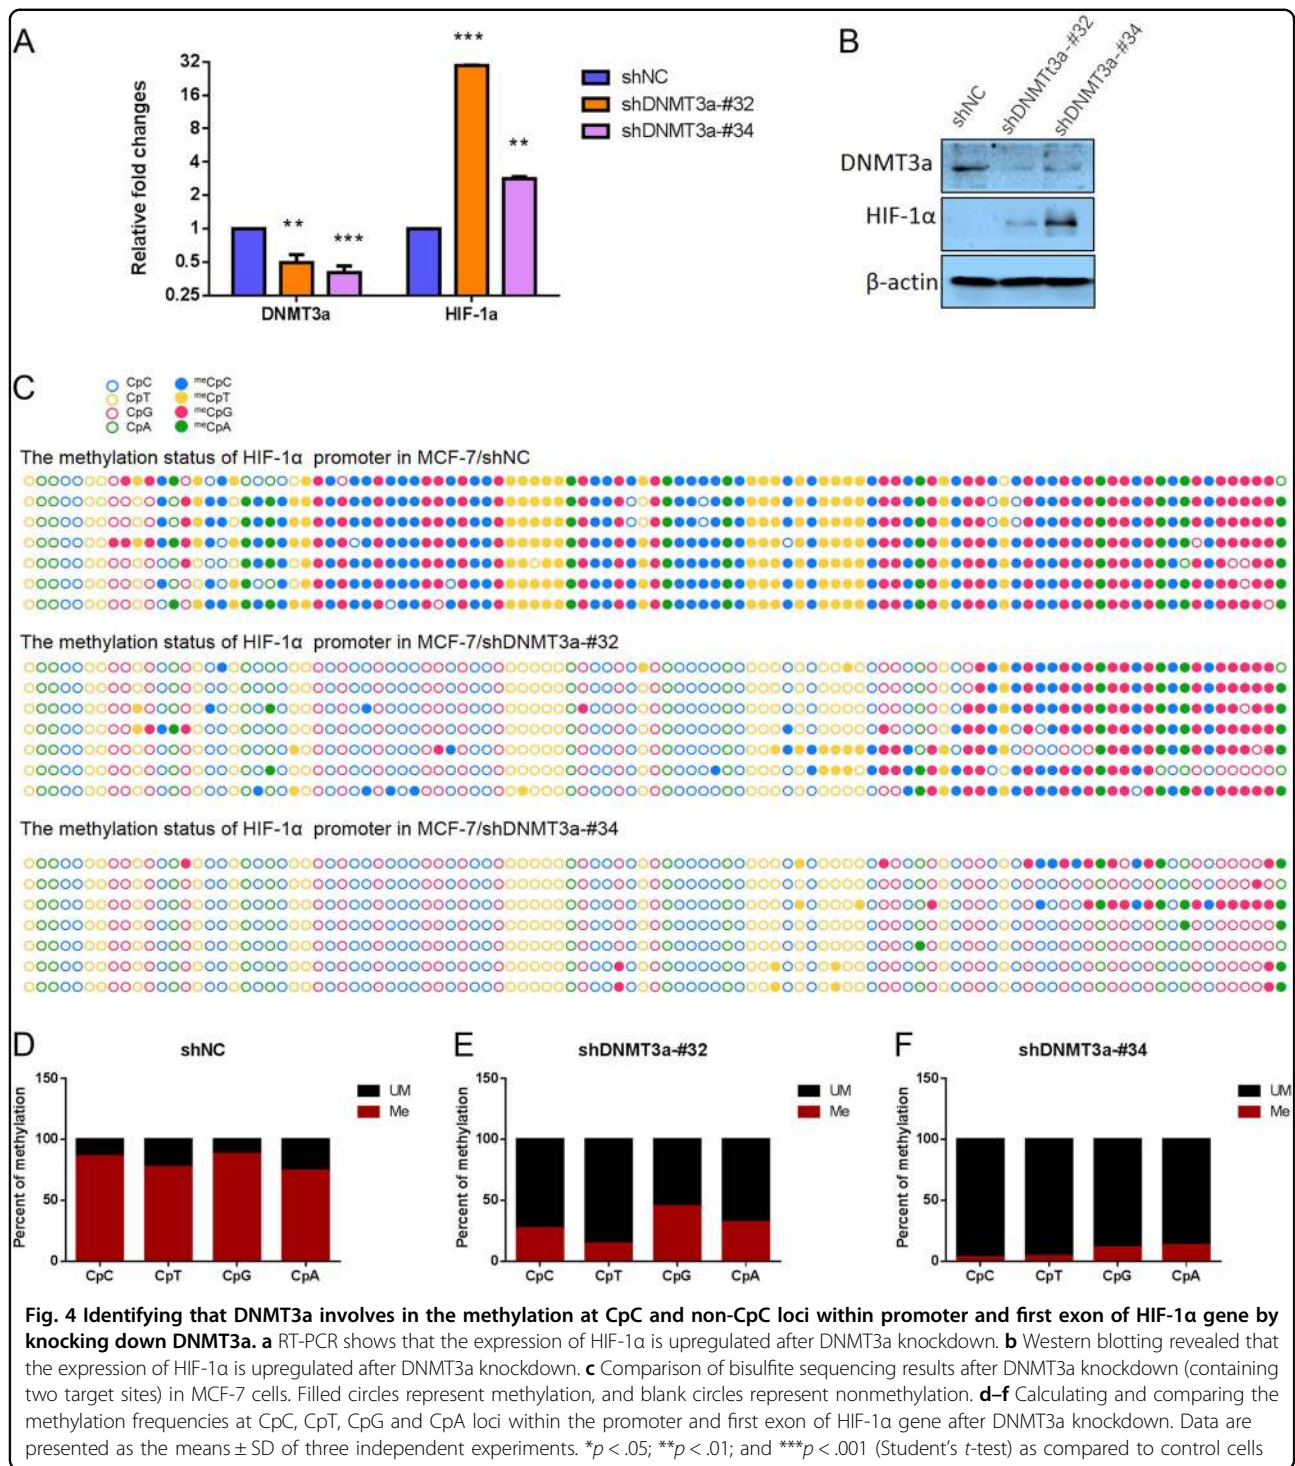 A
32
16
8
4
2
1
0.5
0.25
Relative fold changes
***
**
**
***
DNMT3a
HIF-1a
shNC
shDNMT3a-#32
shDNMT3a-#34
B
shNC
shDNMTt3a-#32
shDNMT3a-#34
DNMT3a
HIF-1α
β-actin
C
CpC
meCpC
CpT
meCpT
CpG
meCpG
CpA
meCpA
The methylation status of HIF-1α promoter in MCF-7/shNC
The methylation status of HIF-1α promoter in MCF-7/shDNMT3a-#32
The methylation status of HIF-1α promoter in MCF-7/shDNMT3a-#34
D
shNC
Percent of methylation
150
100
50
0
CpC CpT CpG CpA
UM
Me
E
shDNMT3a-#32
Percent of methylation
150
100
50
0
CpC CpT CpG CpA
UM
Me
F
shDNMT3a-#34
Percent of methylation
150
100
50
0
CpC CpT CpG CpA
UM
Me
Fig. 4 Identifying that DNMT3a involves in the methylation at CpC and non-CpC loci within promoter and first exon of HIF-1α gene by
knocking down DNMT3a. a RT-PCR shows that the expression of HIF-1α is upregulated after DNMT3a knockdown. b Western blotting revealed that
the expression of HIF-1α is upregulated after DNMT3a knockdown. c Comparison of bisulfite sequencing results after DNMT3a knockdown (containing
two target sites) in MCF-7 cells. Filled circles represent methylation, and blank circles represent nonmethylation. d–f Calculating and comparing the
methylation frequencies at CpC, CpT, CpG and CpA loci within the promoter and first exon of HIF-1α gene after DNMT3a knockdown. Data are
presented as the means ± SD of three independent experiments. *p < .05; **p < .01; and ***p < .001 (Student's t-test) as compared to control cells